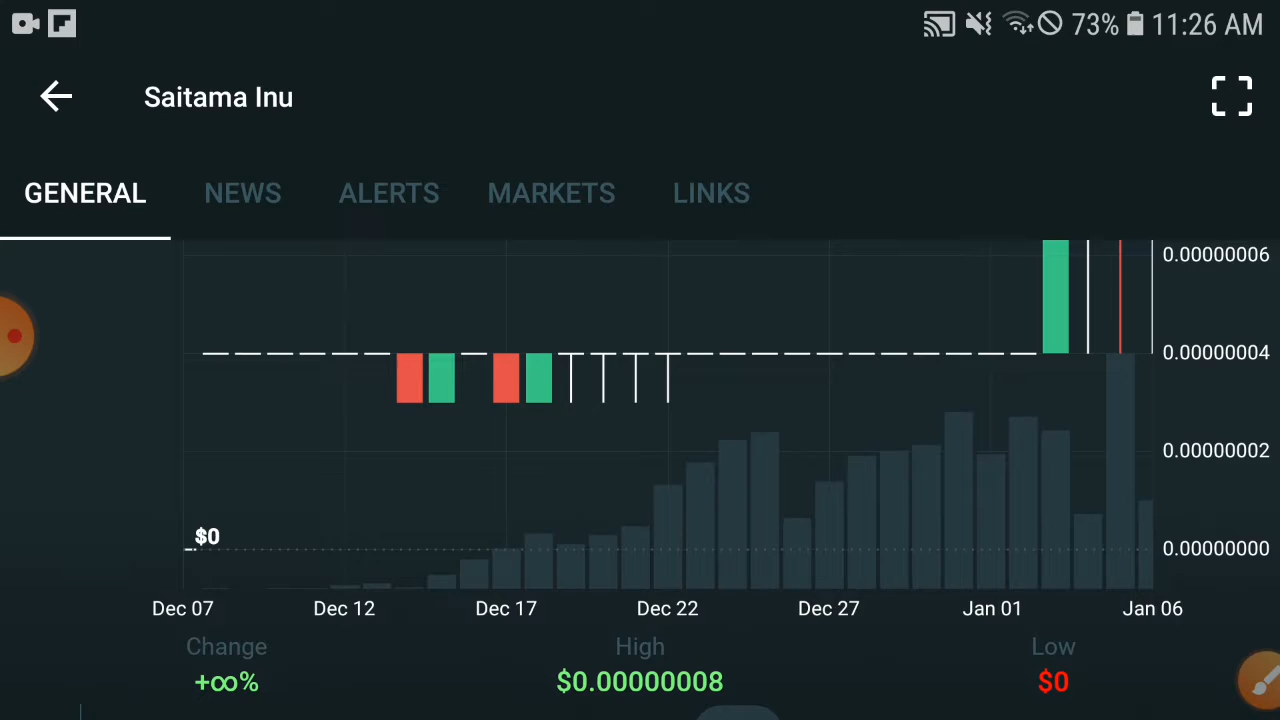 73% 11:26 AM
Saitama Inu
GENERAL NEWS ALERTS MARKETS LINKS
0.00000006
0.00000004
0.00000002
$0
0.00000000
Dec 07 Dec 12 Dec 17 Dec 22 Dec 27 Jan 01 Jan 06
Change High Low
+∞% $0.00000008 $0